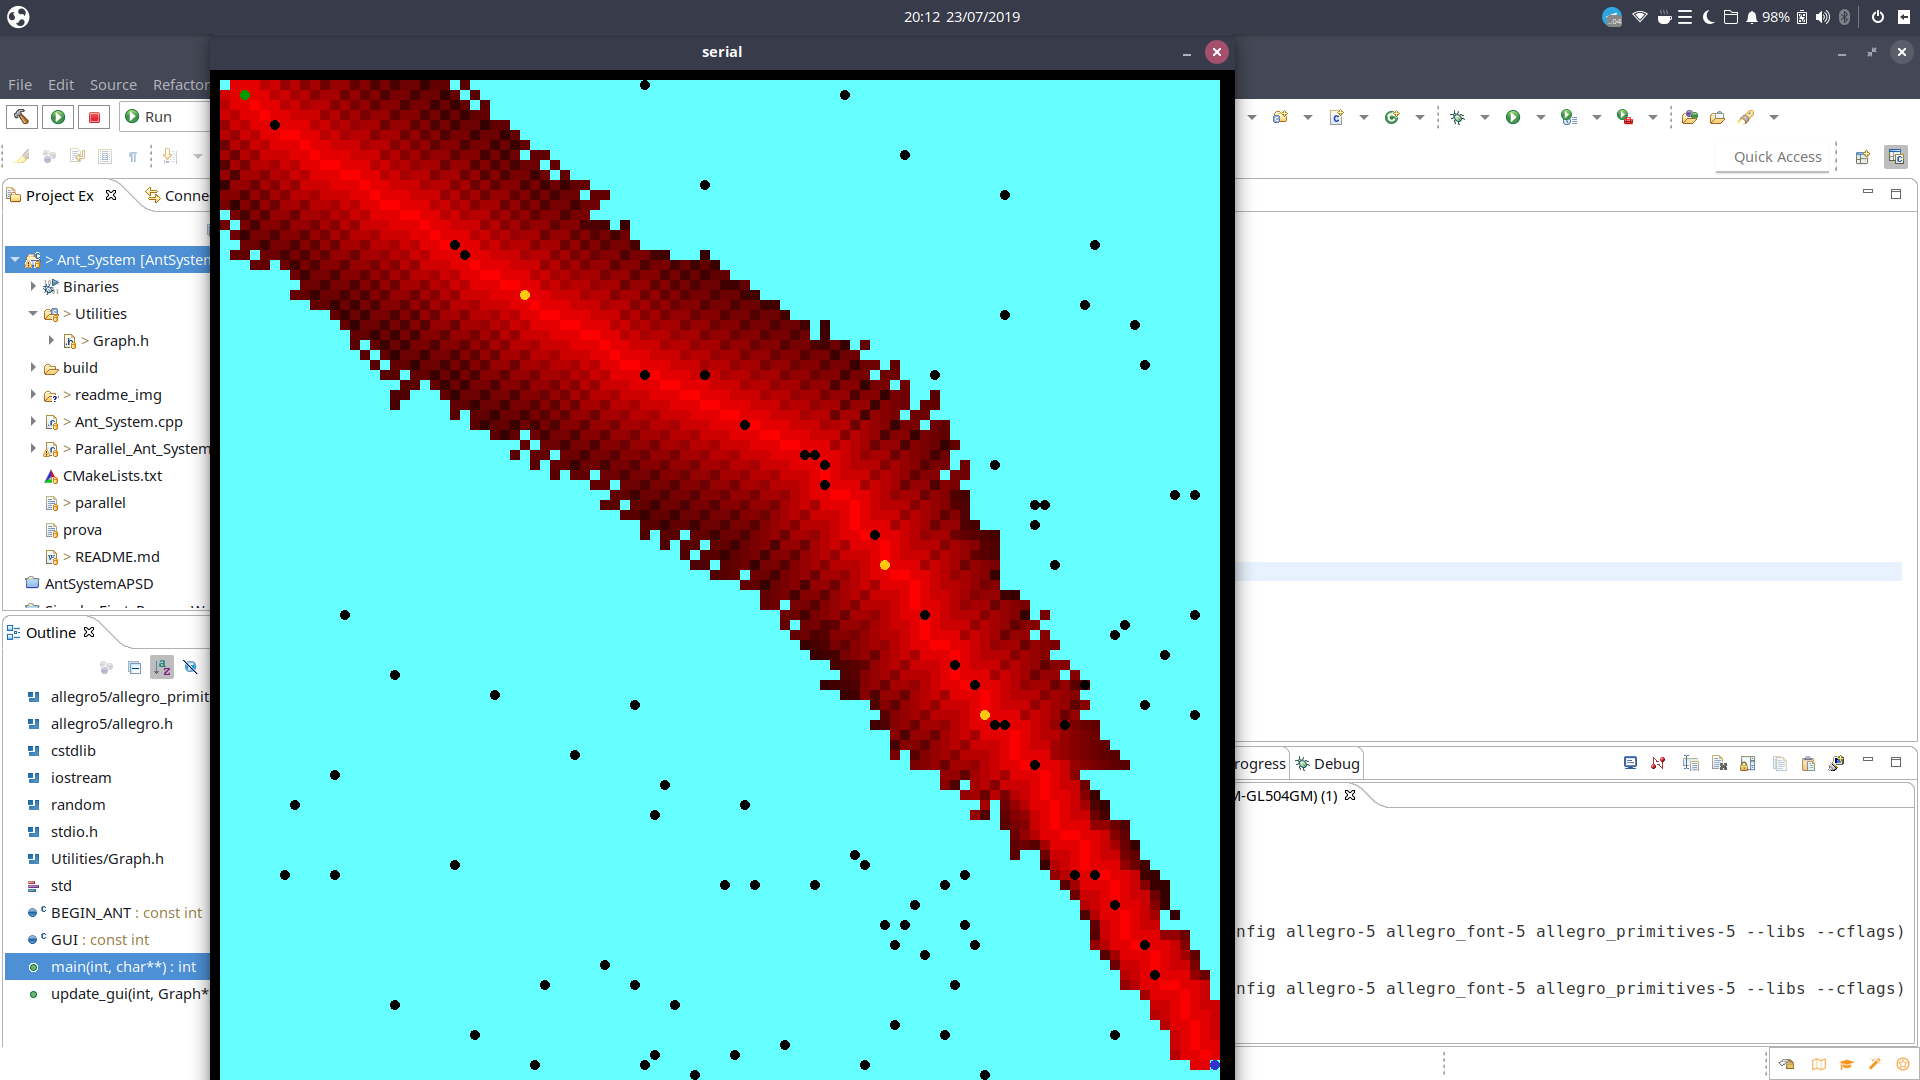 20:12 23/07/2019
98%
serial
File Edit Source Refactor
Run
Quick Access
Project Ex
Conne
> Ant_System [AntSystem
Binaries
> Utilities
> Graph.h
build
> readme_img
> Ant_System.cpp
> Parallel_Ant_System
CMakeLists.txt
> parallel
prova
> README.md
AntSystemAPSD
Outline
allegro5/allegro_primit
allegro5/allegro.h
cstdlib
iostream
random
stdio.h
Utilities/Graph.h
std
BEGIN_ANT : const int
GUI : const int
main(int, char**) : int
update_gui(int, Graph*
rogress
Debug
M-GL504GM) (1)
nfig allegro-5 allegro_font-5 allegro_primitives-5 --libs --cflags)
nfig allegro-5 allegro_font-5 allegro_primitives-5 --libs --cflags)